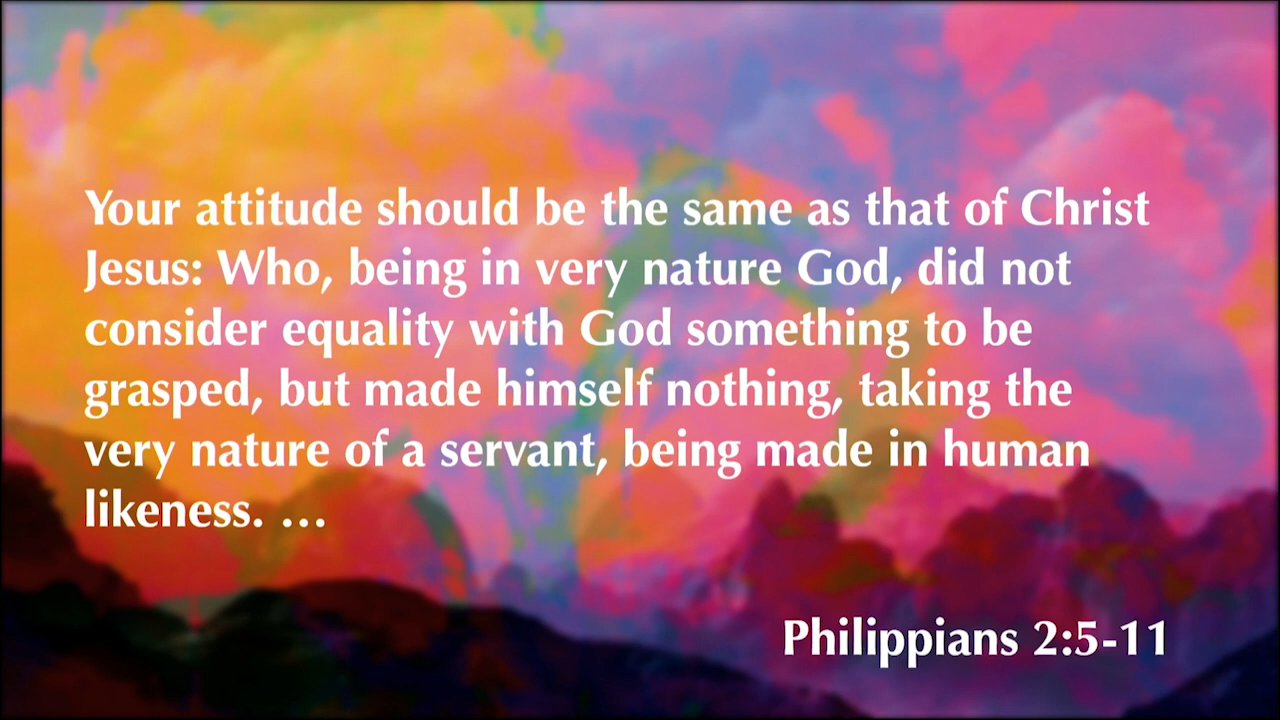 Your attitude should be the same as that of Christ
Jesus: Who, being in very nature God, did not
consider equality with God something to be
grasped, but made himself nothing, taking the
very nature of a servant, being made in human
likeness. …
Philippians 2:5-11